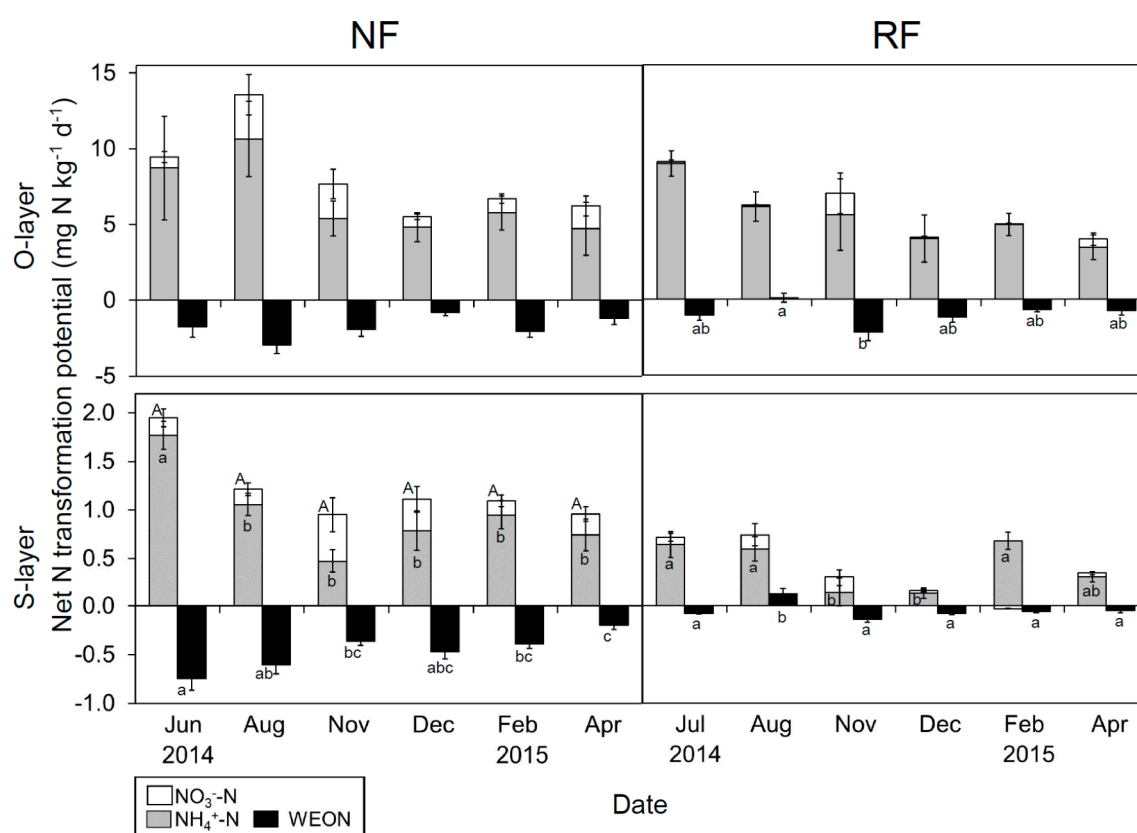 NF
RF
O-layer
S-layer
Net N transformation potential (mg N kg⁻¹ d⁻¹)
15
10
5
0
-5
a
ab
b
ab
ab
ab
2.0
1.5
1.0
0.5
0.0
-0.5
-1.0
A
A
A
A
A
A
a
b
b
b
b
b
a
ab
bc
abc
bc
c
a
a
b
b
a
ab
a
b
a
a
a
a
Jun Aug Nov Dec Feb Apr
2014 2015
Jul Aug Nov Dec Feb Apr
2014 2015
NO₃⁻-N
NH₄⁺-N WEON
Date